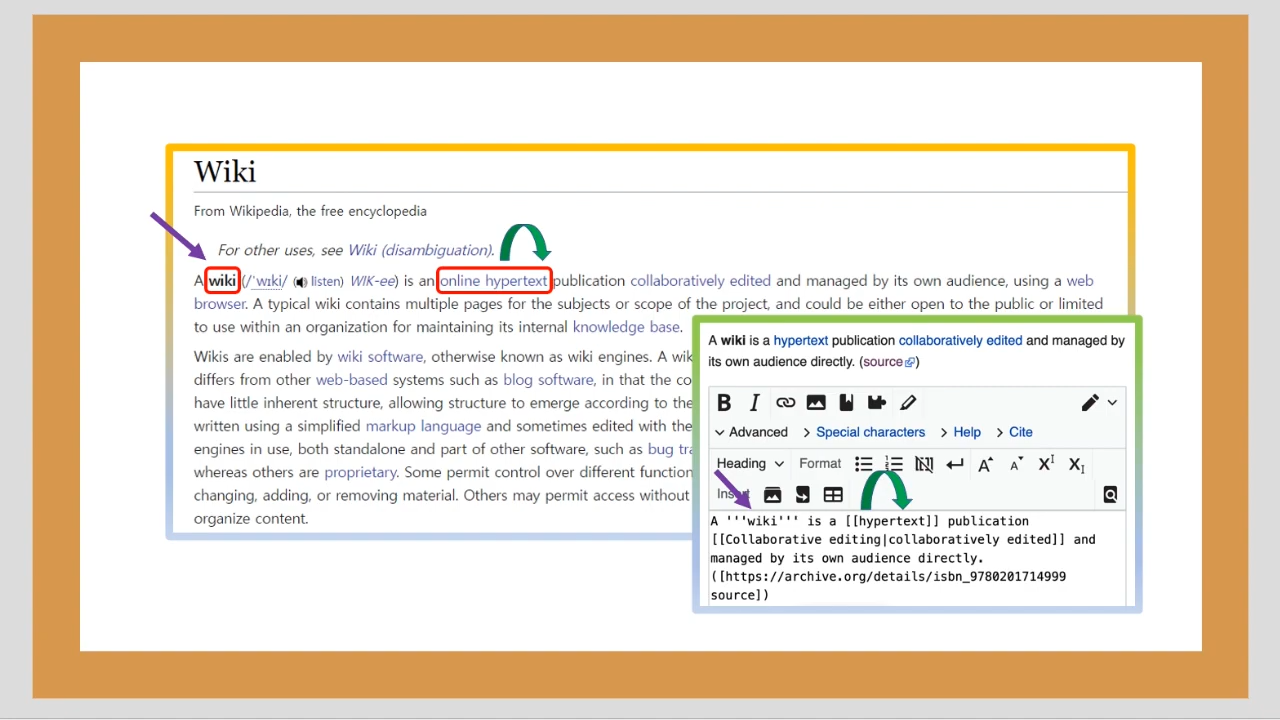 Wiki
From Wikipedia, the free encyclopedia
For other uses, see Wiki (disambiguation).
A wiki (/ˈwɪki/ ( listen) WIK-ee) is an online hypertext publication collaboratively edited and managed by its own audience, using a web
browser. A typical wiki contains multiple pages for the subjects or scope of the project, and could be either open to the public or limited
to use within an organization for maintaining its internal knowledge base.
Wikis are enabled by wiki software, otherwise known as wiki engines. A wik
differs from other web-based systems such as blog software, in that the co
have little inherent structure, allowing structure to emerge according to the
written using a simplified markup language and sometimes edited with the
engines in use, both standalone and part of other software, such as bug tra
whereas others are proprietary. Some permit control over different function
changing, adding, or removing material. Others may permit access without
organize content.
A wiki is a hypertext publication collaboratively edited and managed by
its own audience directly. (source)
B I
Advanced Special characters Help Cite
Heading Format
Insert
A '''wiki''' is a [[hypertext]] publication
[[Collaborative editing|collaboratively edited]] and
managed by its own audience directly.
([https://archive.org/details/isbn_9780201714999
source])